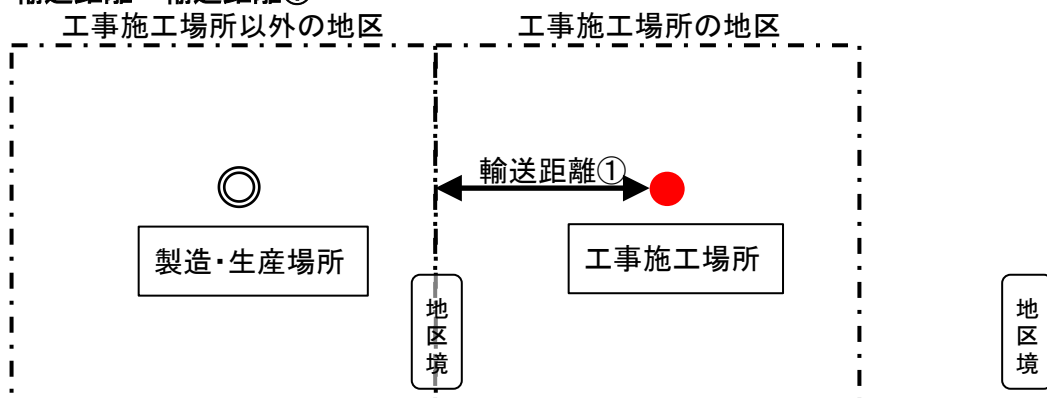 工事施工場所以外の地区
工事施工場所の地区
輸送距離①
製造・生産場所
工事施工場所
地区境
地区境